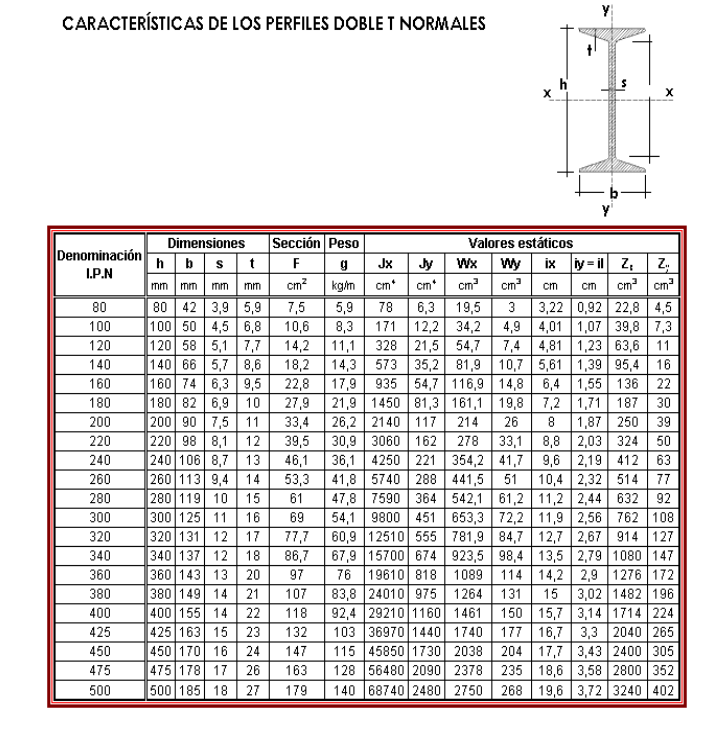 CARACTERÍSTICAS DE LOS PERFILES DOBLE T NORMALES
y
t
h
s
x
x
b
y
Denominación I.P.N Dimensiones Sección Peso Valores estáticos
h b s t F g Jx Jy Wx Wy ix iy = il Zx Zy
mm mm mm mm cm² kg/m cm⁴ cm⁴ cm³ cm³ cm cm cm³ cm³
80 80 42 3,9 5,9 7,5 5,9 78 6,3 19,5 3 3,22 0,92 22,8 4,5
100 100 50 4,5 6,8 10,6 8,3 171 12,2 34,2 4,9 4,01 1,07 39,8 7,3
120 120 58 5,1 7,7 14,2 11,1 328 21,5 54,7 7,4 4,81 1,23 63,6 11
140 140 66 5,7 8,6 18,2 14,3 573 35,2 81,9 10,7 5,61 1,39 95,4 16
160 160 74 6,3 9,5 22,8 17,9 935 54,7 116,9 14,8 6,4 1,55 136 22
180 180 82 6,9 10 27,9 21,9 1450 81,3 161,1 19,8 7,2 1,71 187 30
200 200 90 7,5 11 33,4 26,2 2140 117 214 26 8 1,87 250 39
220 220 98 8,1 12 39,5 30,9 3060 162 278 33,1 8,8 2,03 324 50
240 240 106 8,7 13 46,1 36,1 4250 221 354,2 41,7 9,6 2,19 412 63
260 260 113 9,4 14 53,3 41,8 5740 288 441,5 51 10,4 2,32 514 77
280 280 119 10 15 61 47,8 7590 364 542,1 61,2 11,2 2,44 632 92
300 300 125 11 16 69 54,1 9800 451 653,3 72,2 11,9 2,56 762 108
320 320 131 12 17 77,7 60,9 12510 555 781,9 84,7 12,7 2,67 914 127
340 340 137 12 18 86,7 67,9 15700 674 923,5 98,4 13,5 2,79 1080 147
360 360 143 13 20 97 76 19610 818 1089 114 14,2 2,9 1276 172
380 380 149 14 21 107 83,8 24010 975 1264 131 15 3,02 1482 196
400 400 155 14 22 118 92,4 29210 1160 1461 150 15,7 3,14 1714 224
425 425 163 15 23 132 103 36970 1440 1740 177 16,7 3,3 2040 265
450 450 170 16 24 147 115 45850 1730 2038 204 17,7 3,43 2400 305
475 475 178 17 26 163 128 56480 2090 2378 235 18,6 3,58 2800 352
500 500 185 18 27 179 140 68740 2480 2750 268 19,6 3,72 3240 402